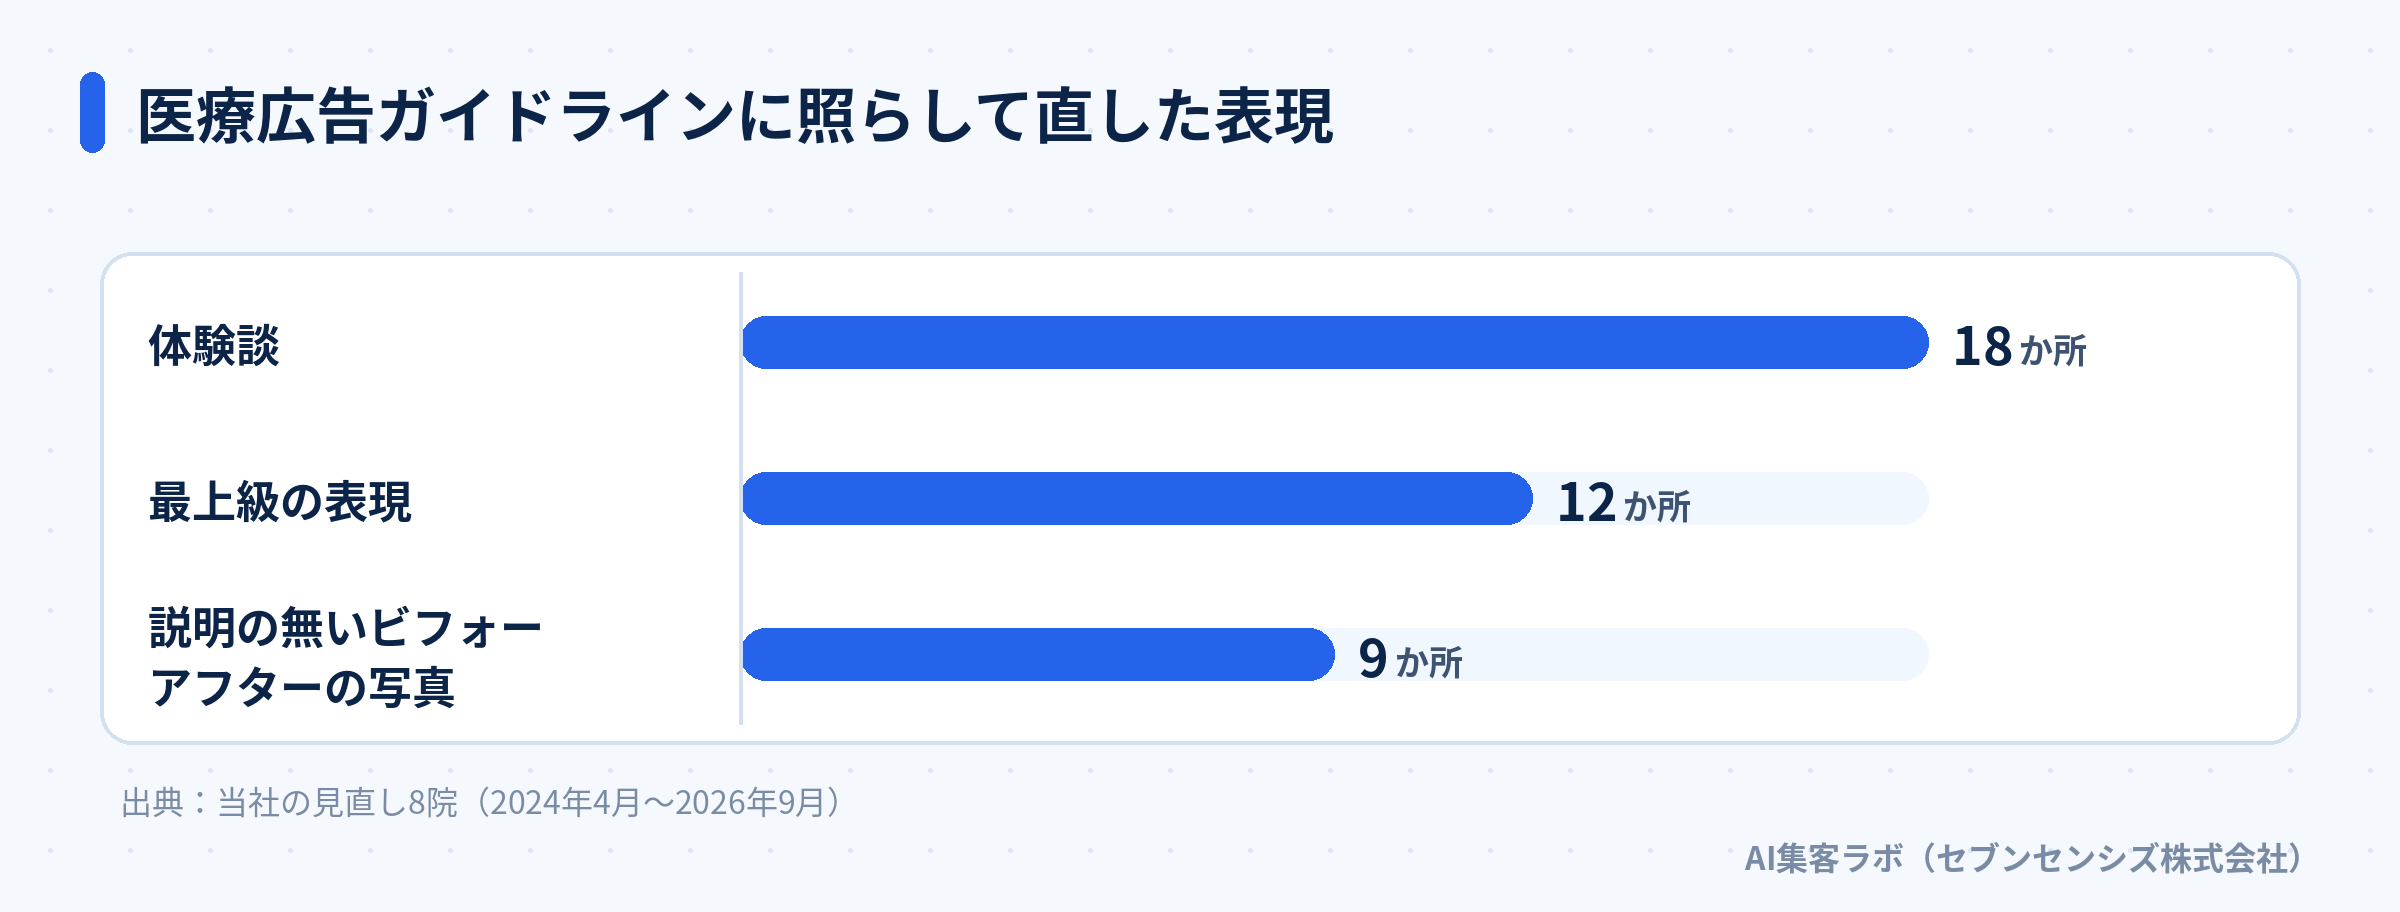 医療広告ガイドラインに照らして直した表現
体験談
18か所
最上級の表現
12か所
説明の無いビフォー
アフターの写真
9か所
出典：当社の見直し8院（2024年4月〜2026年9月）
AI集客ラボ（セブンセンシズ株式会社）